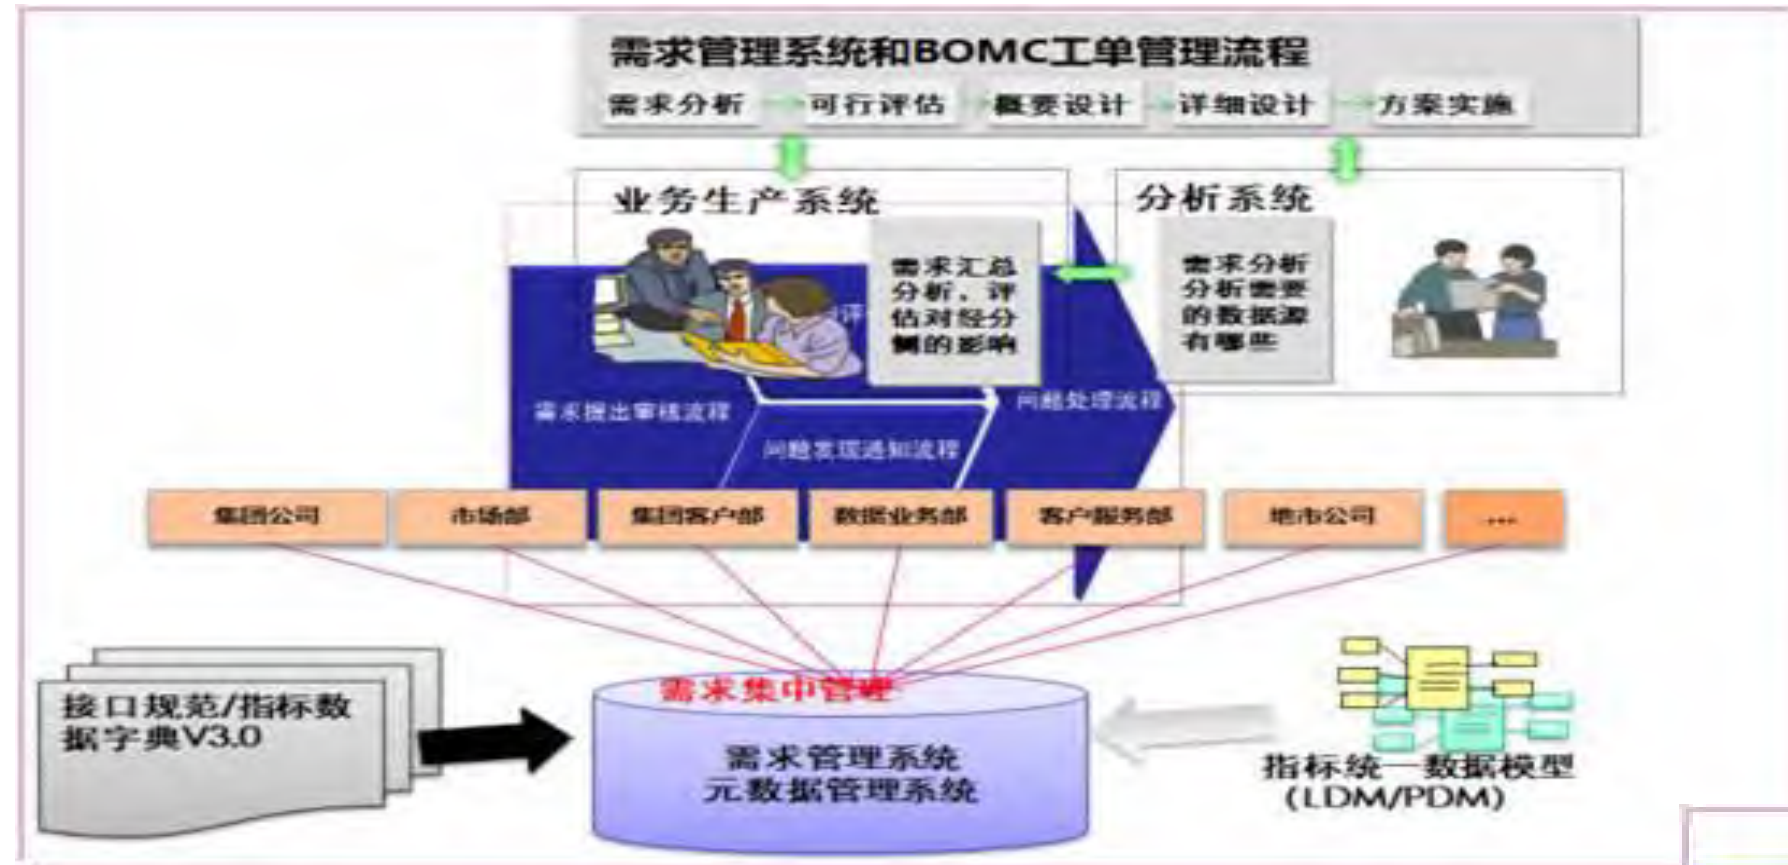 需求管理系统和BOMC工单管理流程
需求分析
可行评估
概要设计
详细设计
方案实施
业务生产系统
需求汇总
分析、评
估对经分
侧的影响
分析系统
需求分析
分析需要
的数据源
有哪些
评
需求提出审核流程
问题发现通知流程
问题处理流程
集团公司
市场部
集团客户部
数据业务部
客户服务部
地市公司
...
需求集中管理
需求管理系统
元数据管理系统
接口规范/指标数
据字典V3.0
指标统一数据模型
(LDM/PDM)